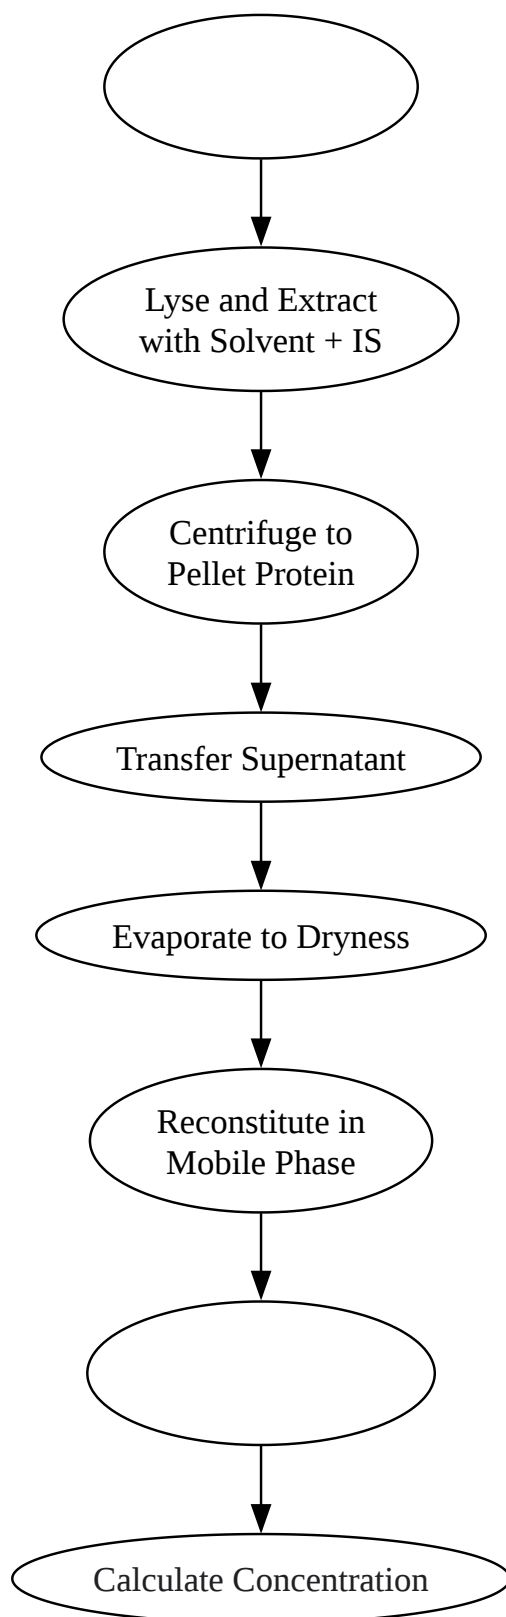 Lyse and Extract
with Solvent + IS
Centrifuge to
Pellet Protein
Transfer Supernatant
Evaporate to Dryness
Reconstitute in
Mobile Phase
Calculate Concentration